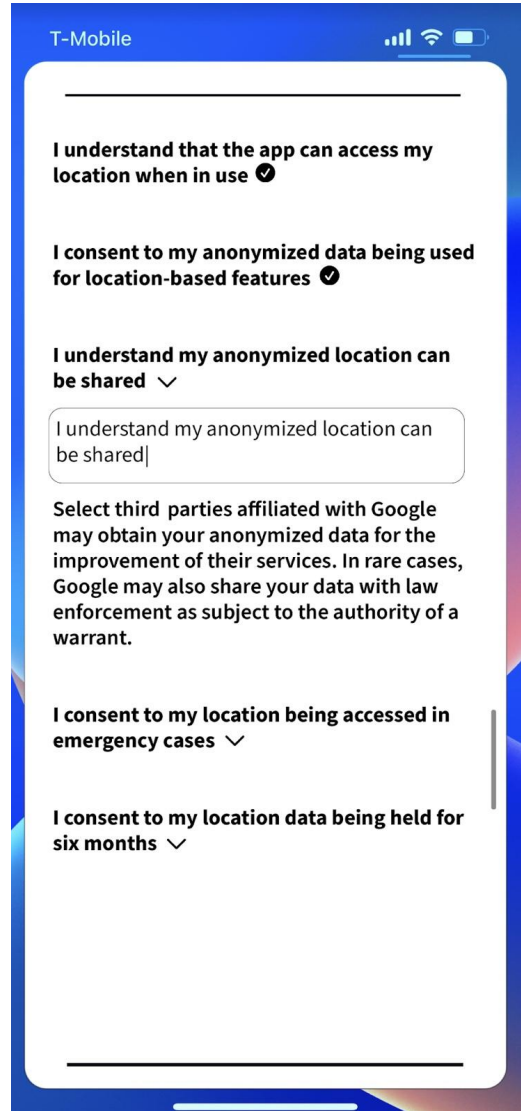 T-Mobile
I understand that the app can access my
location when in use
I consent to my anonymized data being used
for location-based features
I understand my anonymized location can
be shared
I understand my anonymized location can
be shared
Select third parties affiliated with Google
may obtain your anonymized data for the
improvement of their services. In rare cases,
Google may also share your data with law
enforcement as subject to the authority of a
warrant.
I consent to my location being accessed in
emergency cases
I consent to my location data being held for
six months